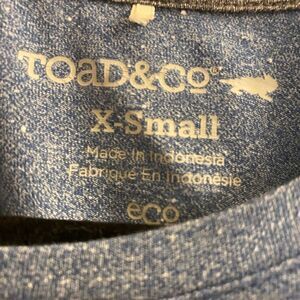 TOAD&CO®
X-Small
Made in Indonesia
Fabriqué En Indonésie
eco